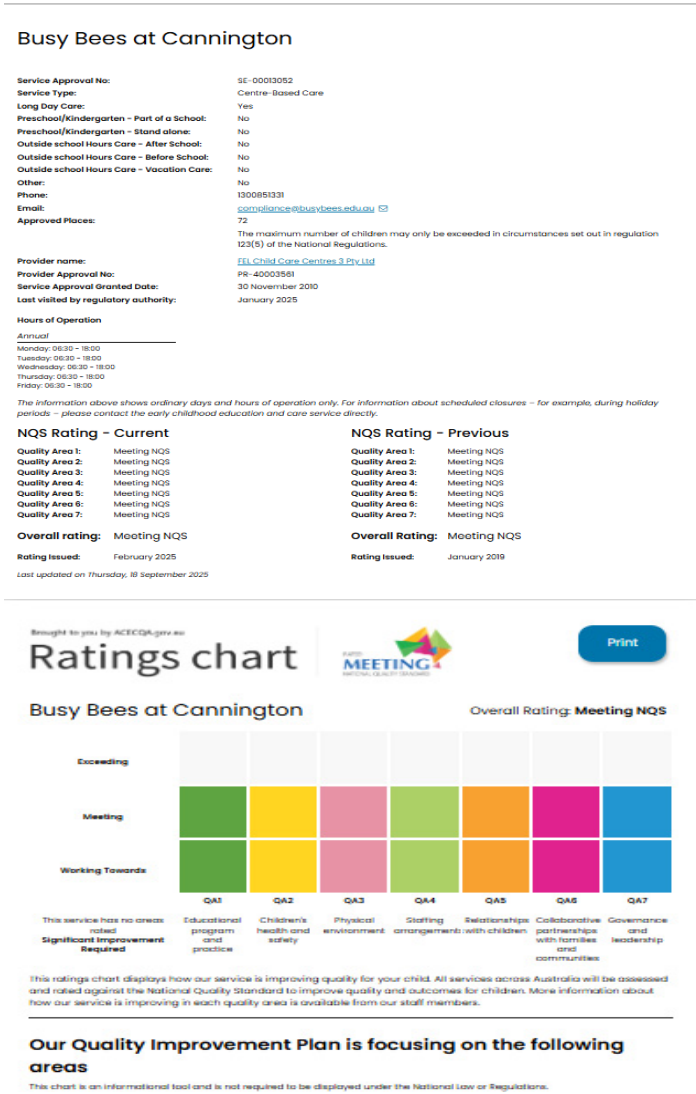 Busy Bees at Cannington
Service Approval No: SE-00013052
Service Type: Centre-Based Care
Long Day Care: Yes
Preschool/Kindergarten - Part of a School: No
Preschool/Kindergarten - Stand alone: No
Outside school Hours Care - After School: No
Outside school Hours Care - Before School: No
Outside school Hours Care - Vacation Care: No
Other: No
Phone: 1300851331
Email: compliance@busybees.edu.au
Approved Places: 72
The maximum number of children may only be exceeded in circumstances set out in regulation
123(5) of the National Regulations.
Provider name: FEL Child Care Centres 3 Pty Ltd
Provider Approval No: PR-40003561
Service Approval Granted Date: 30 November 2010
Last visited by regulatory authority: January 2025
Hours of Operation
Annual
Monday: 06:30 - 18:00
Tuesday: 06:30 - 18:00
Wednesday: 06:30 - 18:00
Thursday: 06:30 - 18:00
Friday: 06:30 - 18:00
The information above shows ordinary days and hours of operation only. For information about scheduled closures – for example, during holiday
periods – please contact the early childhood education and care service directly.
NQS Rating - Current NQS Rating - Previous
Quality Area 1: Meeting NQS Quality Area 1: Meeting NQS
Quality Area 2: Meeting NQS Quality Area 2: Meeting NQS
Quality Area 3: Meeting NQS Quality Area 3: Meeting NQS
Quality Area 4: Meeting NQS Quality Area 4: Meeting NQS
Quality Area 5: Meeting NQS Quality Area 5: Meeting NQS
Quality Area 6: Meeting NQS Quality Area 6: Meeting NQS
Quality Area 7: Meeting NQS Quality Area 7: Meeting NQS
Overall rating: Meeting NQS Overall Rating: Meeting NQS
Rating Issued: February 2025 Rating Issued: January 2019
Last updated on Thursday, 18 September 2025
Brought to you by ACECQA.gov.au
Ratings chart
RATED
MEETING
NATIONAL QUALITY STANDARD
Print
Busy Bees at Cannington Overall Rating: Meeting NQS
Exceeding
Meeting
Working Towards
QA1 QA2 QA3 QA4 QA5 QA6 QA7
This service has no areas rated Significant Improvement Required
Educational program and practice
Children's health and safety
Physical environment
Staffing arrangements
Relationships with children
Collaborative partnerships with families and communities
Governance and leadership
This ratings chart displays how our service is improving quality for your child. All services across Australia will be assessed
and rated against the National Quality Standard to improve quality and outcomes for children. More information about
how our service is improving in each quality area is available from our staff members.
Our Quality Improvement Plan is focusing on the following
areas
This chart is an informational tool and is not required to be displayed under the National Law or Regulations.